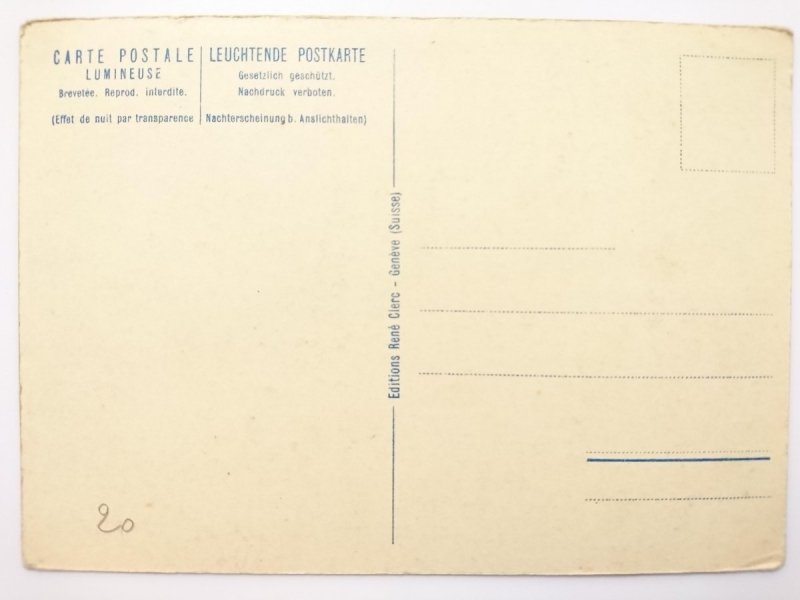 CARTE POSTALE
LUMINEUSE
Brevetée. Reprod. interdite.
(Effet de nuit par transparence
LEUCHTENDE POSTKARTE
Gesetzlich geschützt.
Nachdruck verboten.
Nachterscheinung b. Anslichthalten)
Editions René Clerc - Genève (Suisse)
20